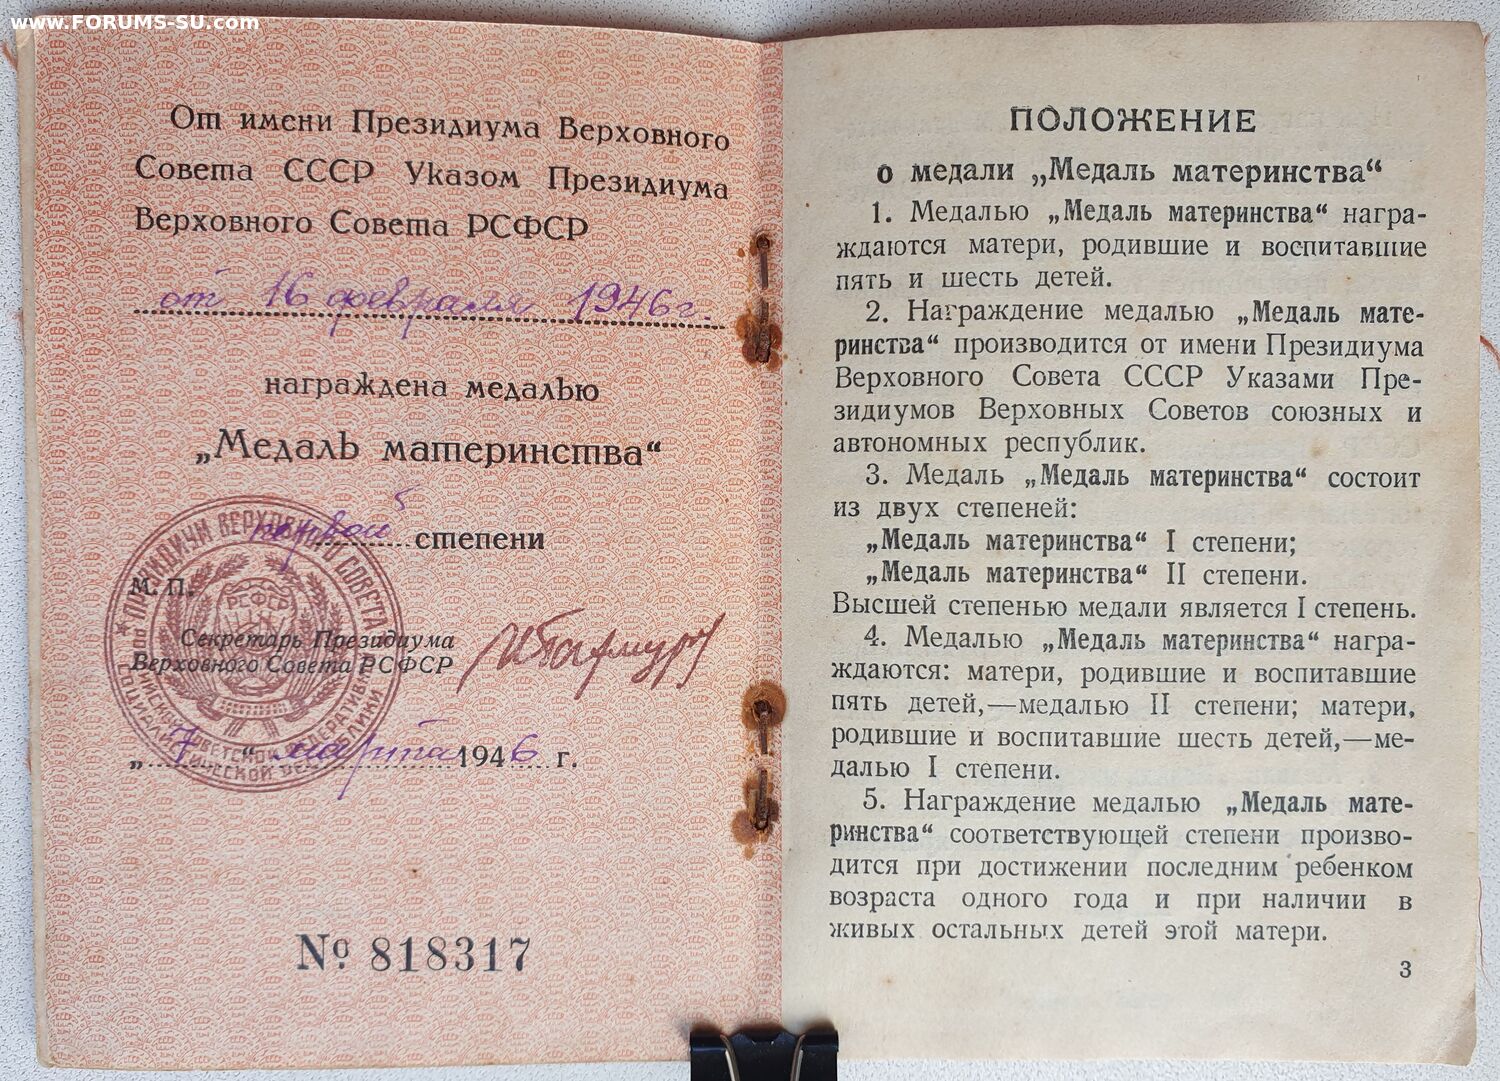 www.FORUMS-SU.com
От имени Президиума Верховного
Совета СССР Указом Президиума
Верховного Совета РСФСР
от 16 февраля 1946г.
награждена медалью
„Медаль материнства“
первой степени
М. П.
РСФСР
Секретарь Президиума
Верховного Совета РСФСР
„7“ марта 1946 г.
№ 818317
ПОЛОЖЕНИЕ
о медали „Медаль материнства“
1. Медалью „Медаль материнства“ награ-
ждаются матери, родившие и воспитавшие
пять и шесть детей.
2. Награждение медалью „Медаль мате-
ринства“ производится от имени Президиума
Верховного Совета СССР Указами Пре-
зидиумов Верховных Советов союзных и
автономных республик.
3. Медаль „Медаль материнства“ состоит
из двух степеней:
„Медаль материнства“ I степени;
„Медаль материнства“ II степени.
Высшей степенью медали является I степень.
4. Медалью „Медаль материнства“ награ-
ждаются: матери, родившие и воспитавшие
пять детей,—медалью II степени; матери,
родившие и воспитавшие шесть детей,—ме-
далью I степени.
5. Награждение медалью „Медаль мате-
ринства“ соответствующей степени произво-
дится при достижении последним ребенком
возраста одного года и при наличии в
живых остальных детей этой матери.
3